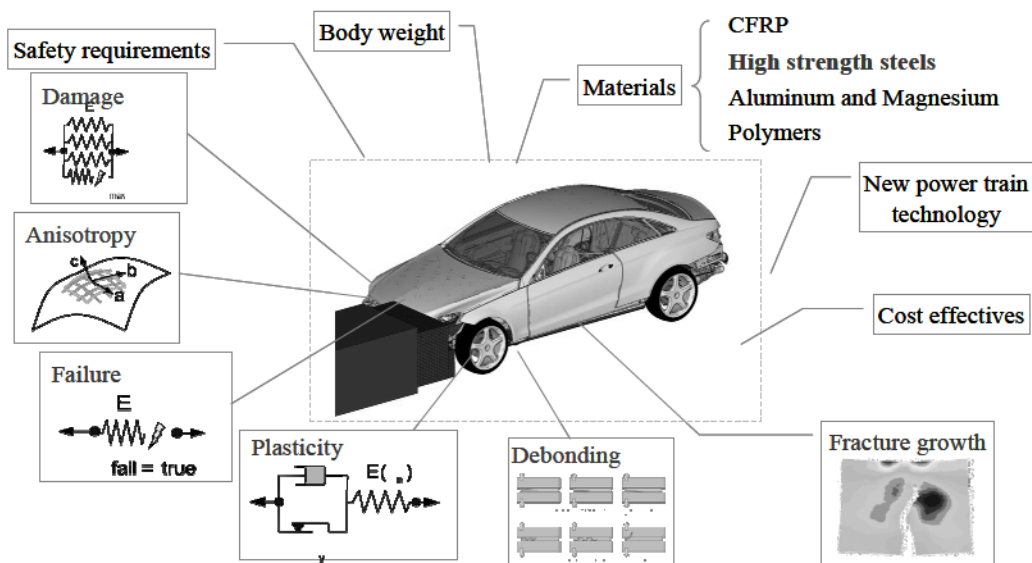 Body weight
Safety requirements
CFRP
High strength steels
Materials
Aluminum and Magnesium
Polymers
Damage
E
max
New power train
technology
Anisotropy
c
b
a
Cost effectives
Failure
E
fail = true
Plasticity
E(
Debonding
Fracture growth